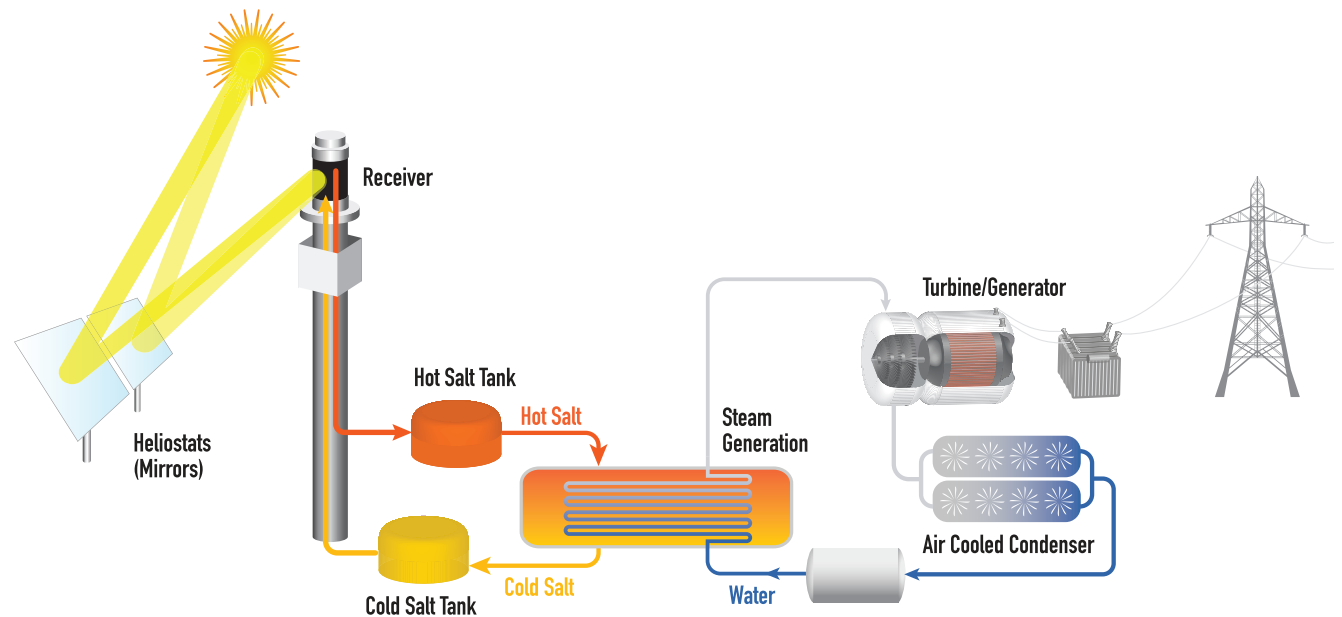 Receiver
Turbine/Generator
Hot Salt Tank
Hot Salt
Steam
Generation
Heliostats
(Mirrors)
Air Cooled Condenser
Cold Salt
Water
Cold Salt Tank